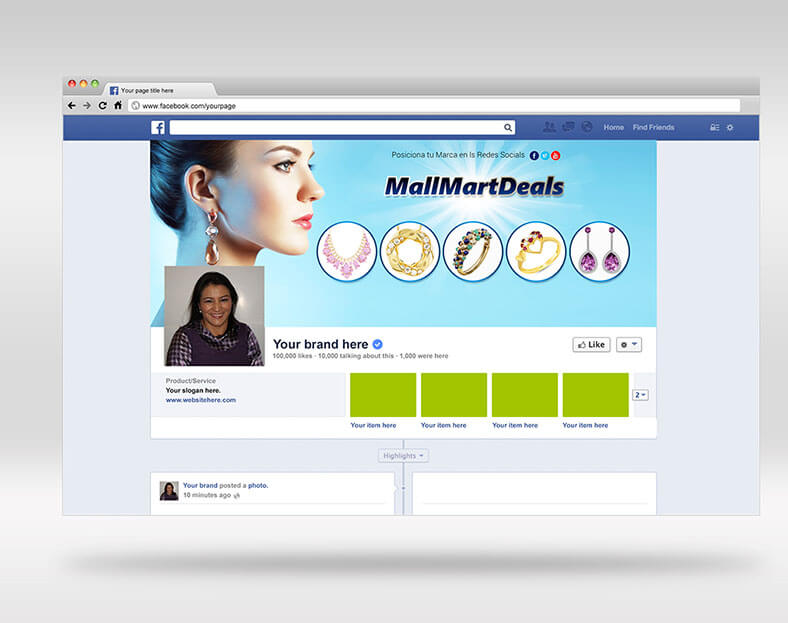 Your page title here
www.facebook.com/yourpage
Home Find Friends
Posiciona tu Marca en ls Redes Socials
MallMartDeals
Your brand here
Like
100,000 likes · 10,000 talking about this · 1,000 were here
Product/Service
Your slogan here.
www.websitehere.com
2
Your item here Your item here Your item here Your item here
Highlights
Your brand posted a photo.
10 minutes ago